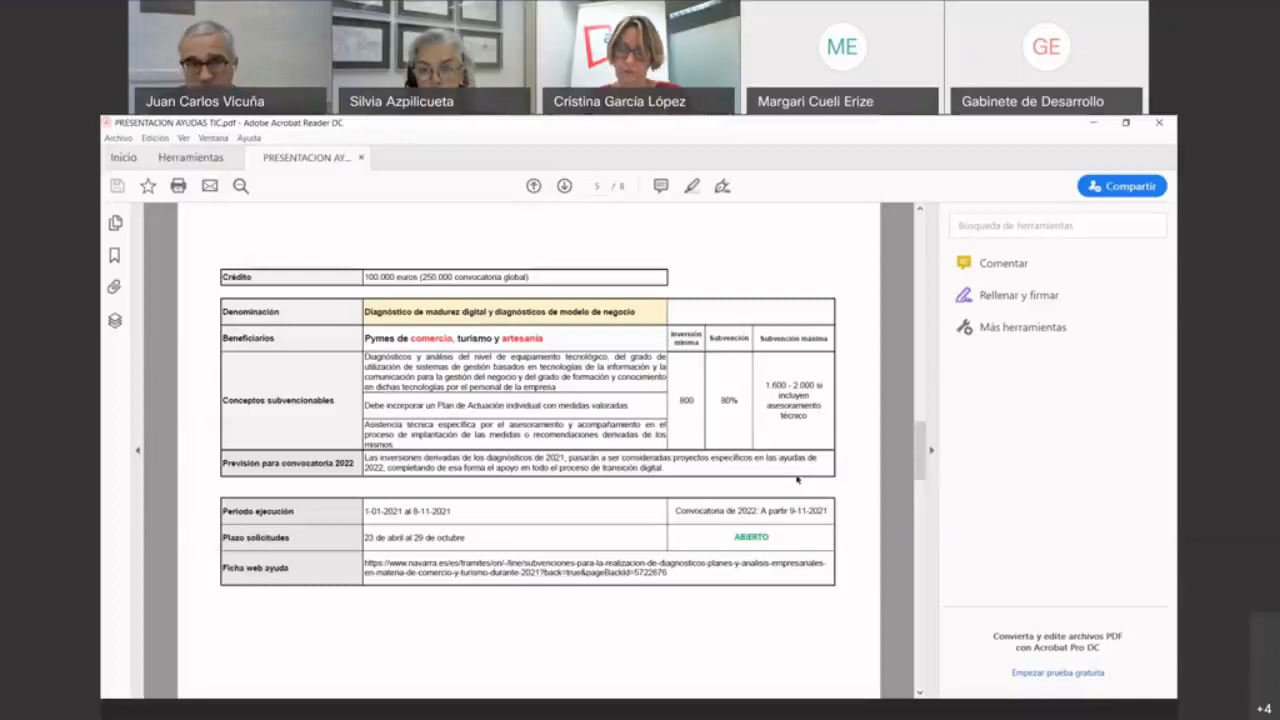 ME
GE
Juan Carlos Vicuña
Silvia Azpilicueta
Cristina García López
Margari Cueli Erize
Gabinete de Desarrollo
PRESENTACION AYUDAS TIC.pdf - Adobe Acrobat Reader DC
Archivo Edición Ver Ventana Ayuda
Inicio
Herramientas
PRESENTACION AY...
5 / 8
Compartir
Búsqueda de herramientas
Comentar
Rellenar y firmar
Más herramientas
Crédito
100.000 euros (250.000 convocatoria global)
Denominación
Diagnóstico de madurez digital y diagnósticos de modelo de negocio
Beneficiarios
Pymes de comercio, turismo y artesanía
Inversión
mínima
Subvención
Subvención máxima
Conceptos subvencionables
Diagnósticos y análisis del nivel de equipamiento tecnológico, del grado de
utilización de sistemas de gestión basados en tecnologías de la información y la
comunicación para la gestión del negocio y del grado de formación y conocimiento
en dichas tecnologías por el personal de la empresa
Debe incorporar un Plan de Actuación individual con medidas valoradas
Asistencia técnica específica por el asesoramiento y acompañamiento en el
proceso de implantación de las medidas o recomendaciones derivadas de los
mismos.
800
80%
1.600 - 2.000 si
incluyen
asesoramiento
técnico
Previsión para convocatoria 2022
Las inversiones derivadas de los diagnósticos de 2021, pasarán a ser consideradas proyectos específicos en las ayudas de
2022, completando de esa forma el apoyo en todo el proceso de transición digital.
Periodo ejecución
1-01-2021 al 8-11-2021
Convocatoria de 2022: A partir 9-11-2021
Plazo solicitudes
23 de abril al 29 de octubre
ABIERTO
Ficha web ayuda
https://www.navarra.es/es/tramites/on/-/line/subvenciones-para-la-realizacion-de-diagnosticos-planes-y-analisis-empresariales-
en-materia-de-comercio-y-turismo-durante-2021?back=true&pageBackId=5722676
Convierta y edite archivos PDF
con Acrobat Pro DC
Empezar prueba gratuita
+4